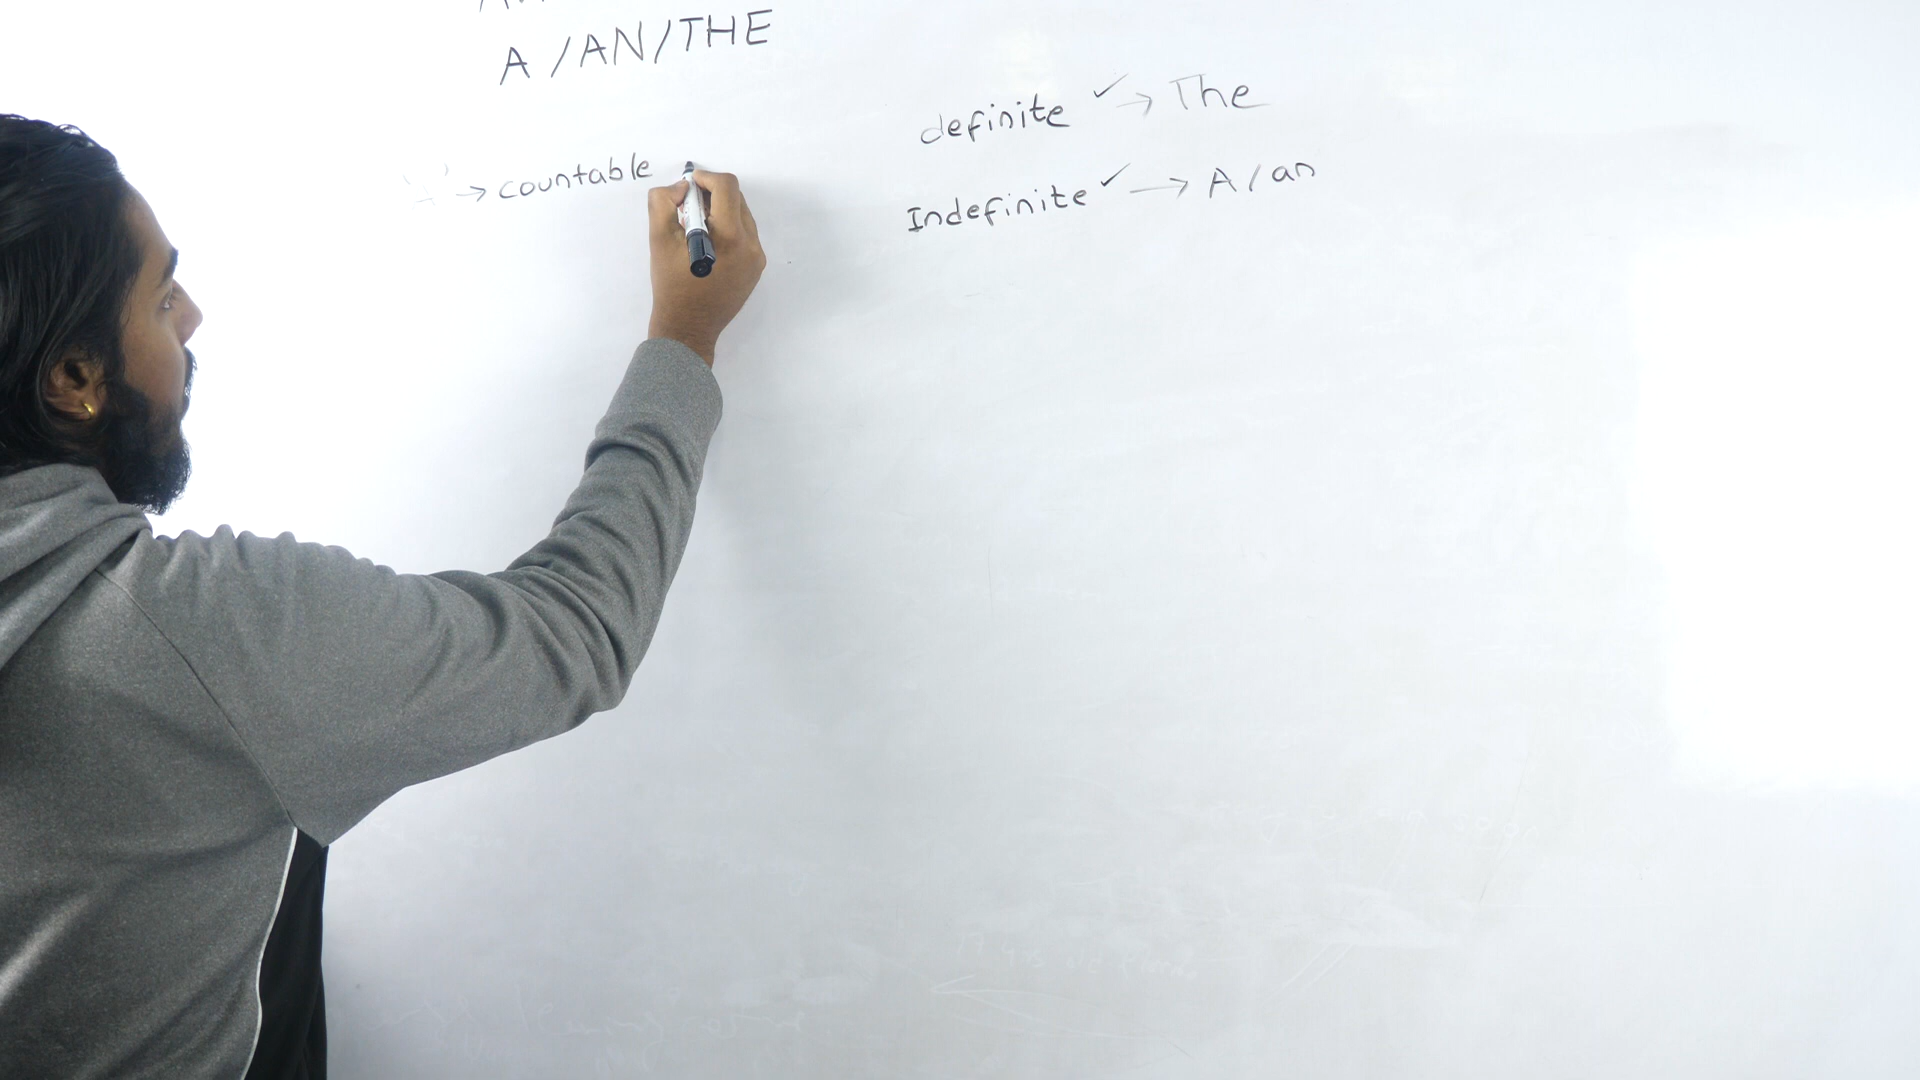 A/AN/THE
→ countable
definite ✓ → The
Indefinite ✓ → A/an